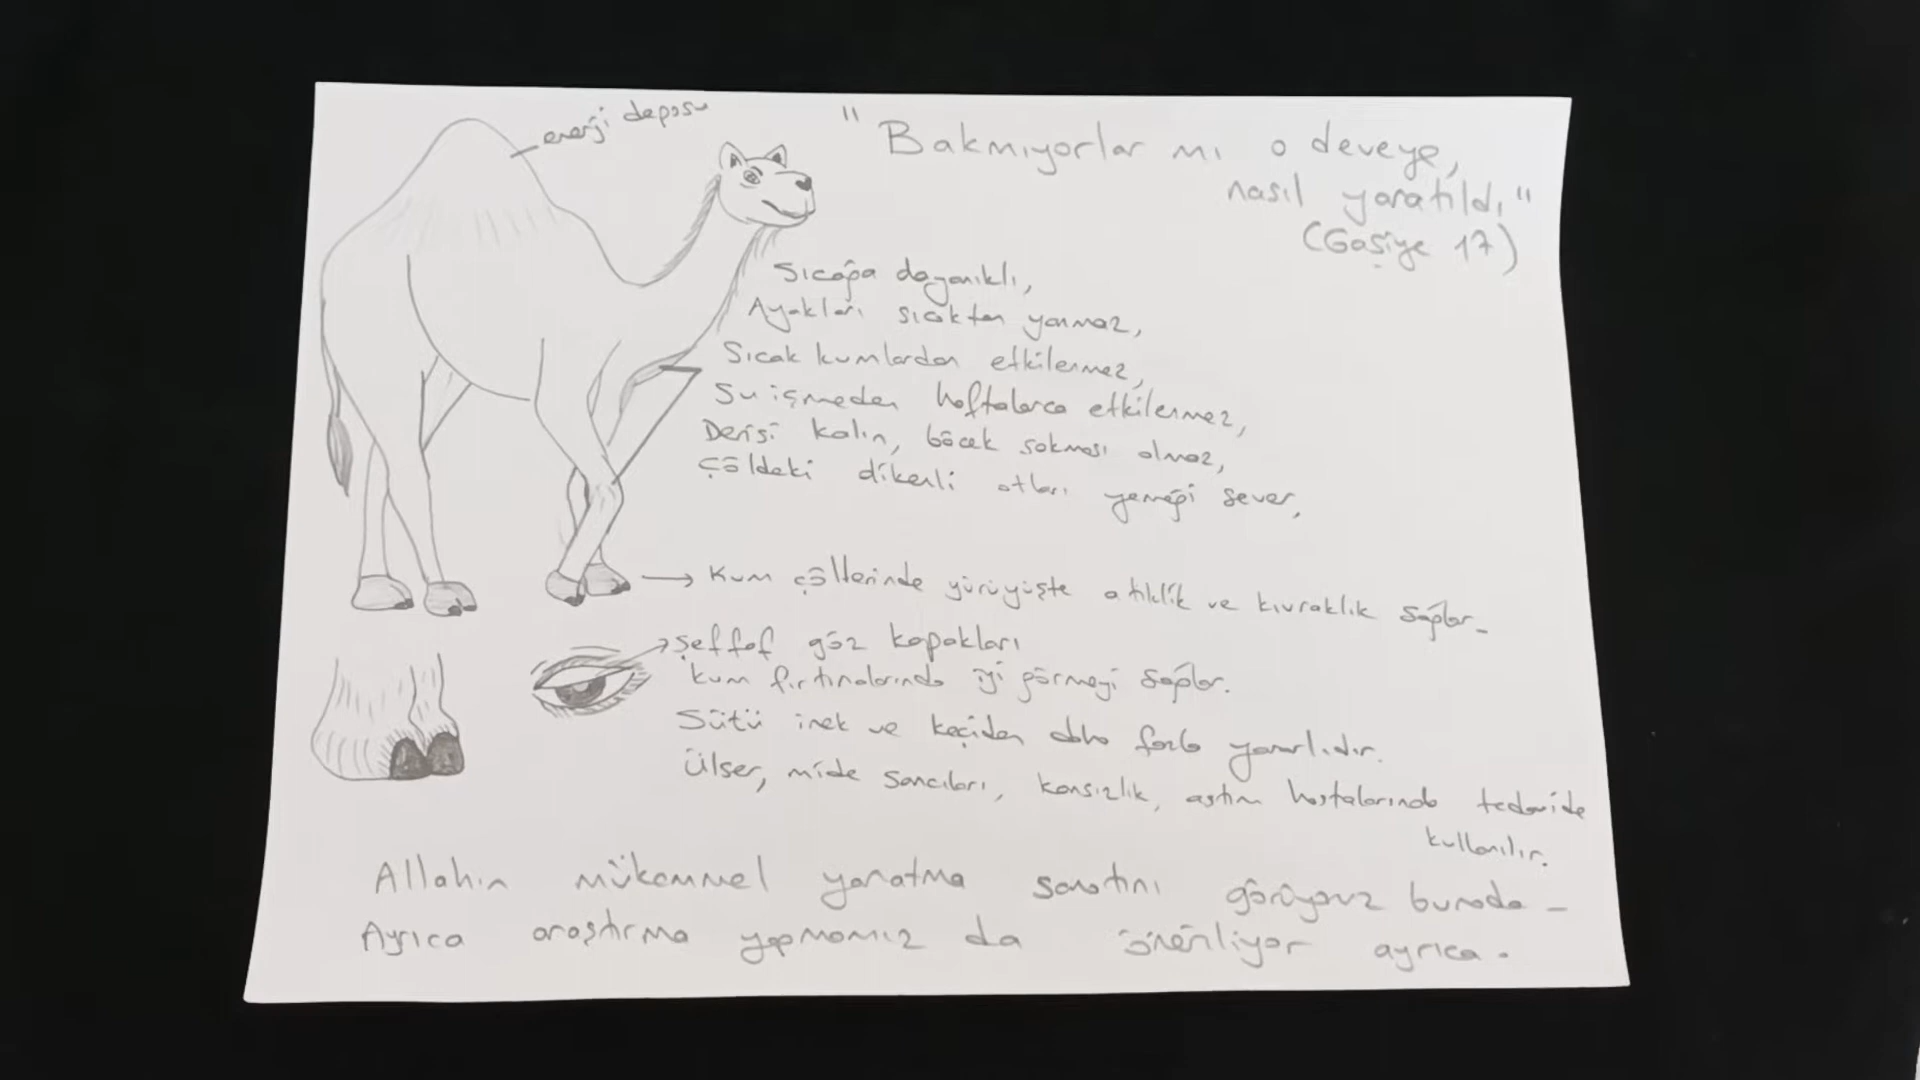 enerji deposu
"Bakmıyorlar mı o deveye,
nasıl yaratıldı"
(Gaşiye 17)
Sıcağa dayanıklı,
Ayakları sıcaktan yanmaz,
Sıcak kumlardan etkilenmez,
Su içmeden haftalarca etkilenmez,
Derisi kalın, böcek sokması olmaz,
Çöldeki dikenli otları yemeği sever,
Kum çöllerinde yürüyüşte atiklik ve kıvraklık sağlar.
Şeffaf göz kapakları
kum fırtınalarında iyi görmeyi sağlar.
Sütü inek ve keçiden daha fazla yararlıdır.
Ülser, mide sancıları, kansızlık, astım hastalarında tedavide
kullanılır.
Allahın mükemmel yaratma sanatını görüyoruz burada-
Ayrıca araştırma yapmamız da öneriliyor ayrıca.